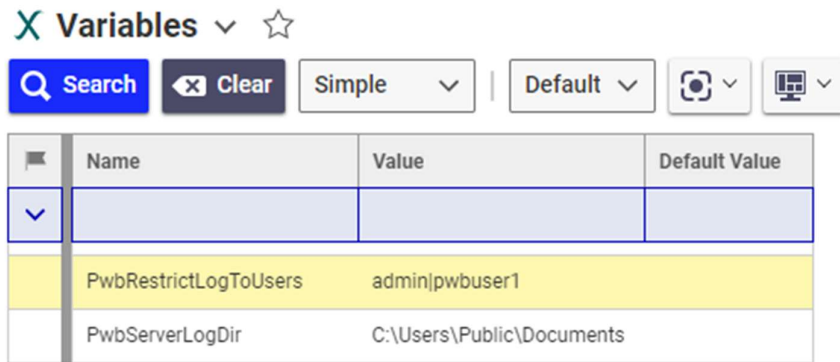 Variables
Search Clear Simple Default
Name Value Default Value
PwbRestrictLogToUsers admin|pwbuser1
PwbServerLogDir C:\Users\Public\Documents